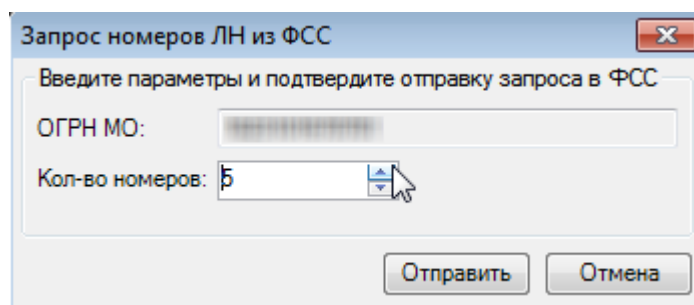 Запрос номеров ЛН из ФСС
Введите параметры и подтвердите отправку запроса в ФСС
ОГРН МО:
Кол-во номеров: 5
Отправить Отмена